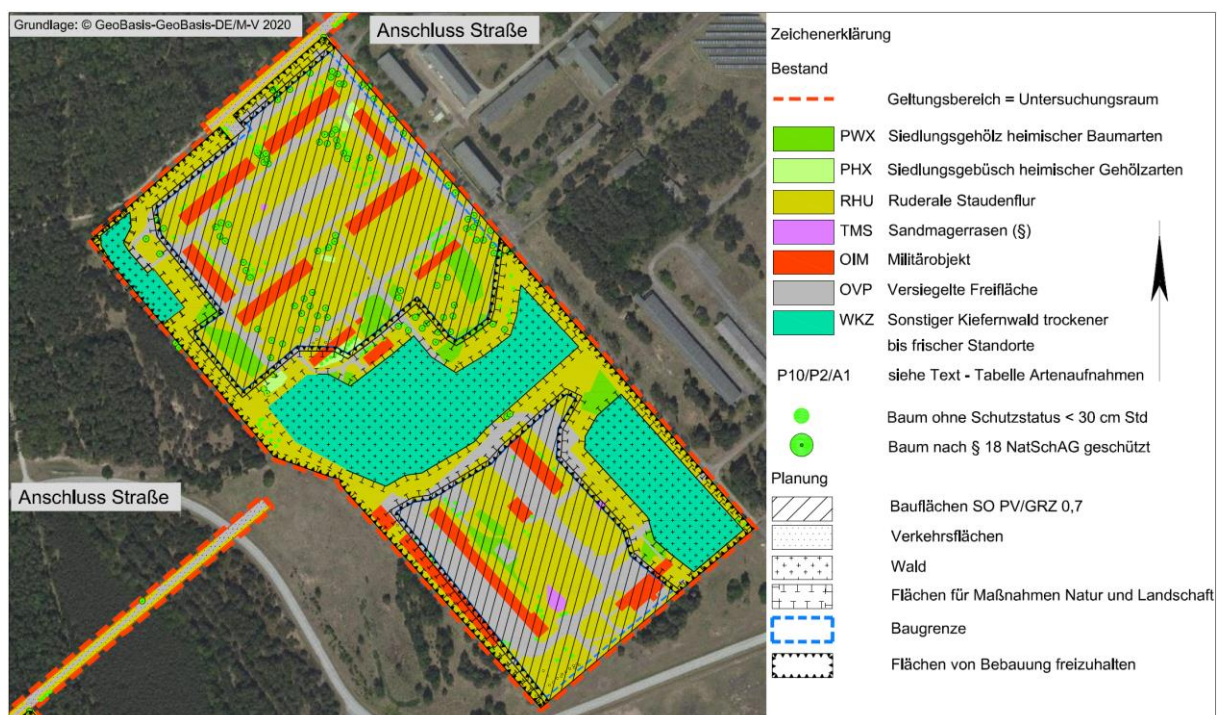 Grundlage: © GeoBasis-GeoBasis-DE/M-V 2020
Anschluss Straße
Anschluss Straße
Zeichenerklärung
Bestand
Geltungsbereich = Untersuchungsraum
PWX Siedlungsgehölz heimischer Baumarten
PHX Siedlungsgebüsch heimischer Gehölzarten
RHU Ruderale Staudenflur
TMS Sandmagerrasen (§)
OIM Militärobjekt
OVP Versiegelte Freifläche
WKZ Sonstiger Kiefernwald trockener
bis frischer Standorte
P10/P2/A1 siehe Text - Tabelle Artenaufnahmen
Baum ohne Schutzstatus < 30 cm Std
Baum nach § 18 NatSchAG geschützt
Planung
Bauflächen SO PV/GRZ 0,7
Verkehrsflächen
Wald
Flächen für Maßnahmen Natur und Landschaft
Baugrenze
Flächen von Bebauung freizuhalten